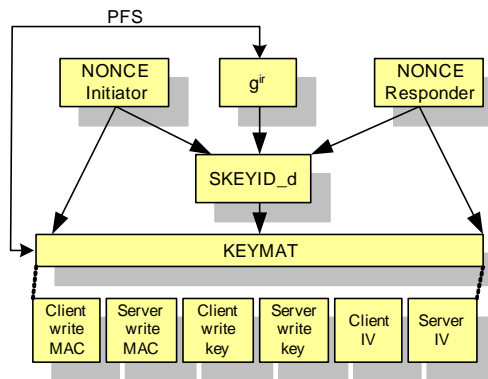 PFS
NONCE
Initiator
gir
NONCE
Responder
SKEYID_d
KEYMAT
Client
write
MAC
Server
write
MAC
Client
write
key
Server
write
key
Client
IV
Server
IV